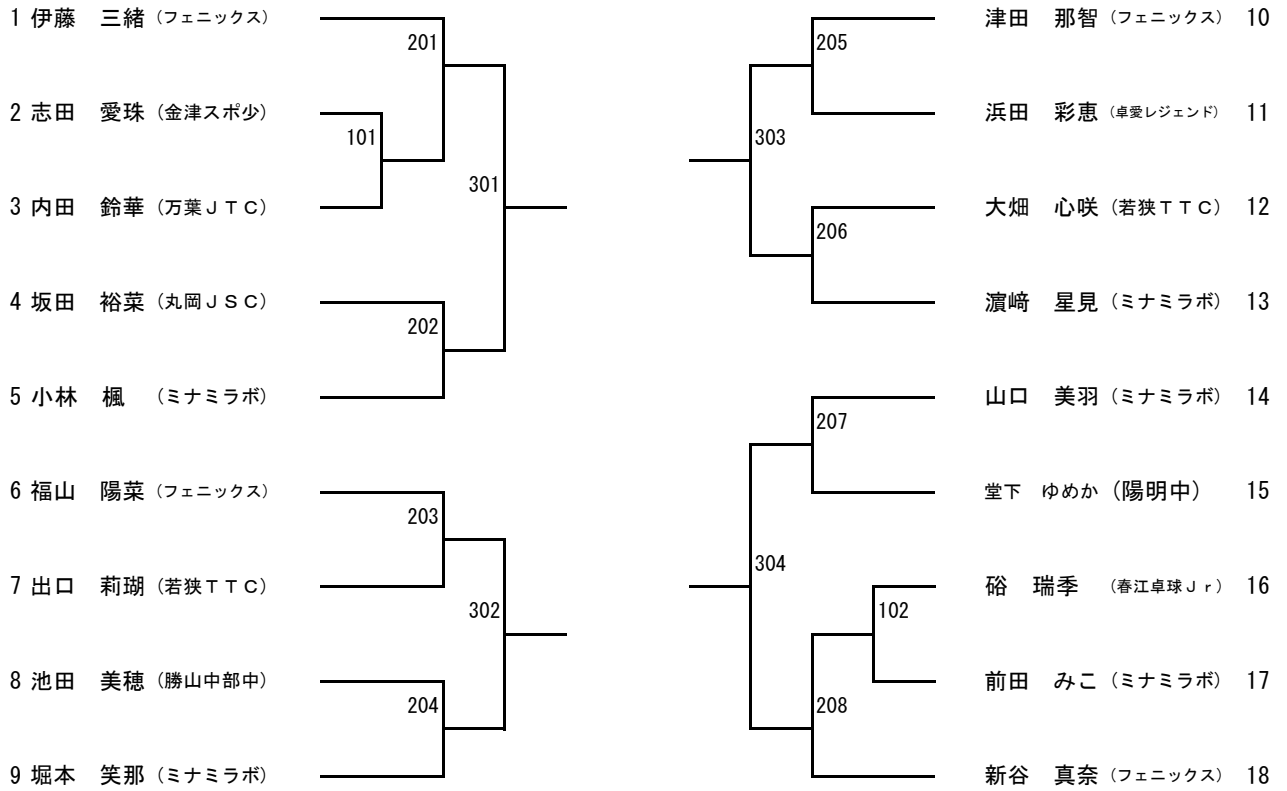 1 伊藤　三緒（フェニックス）
201
2 志田　愛珠（金津スポ少）
101
3 内田　鈴華（万葉ＪＴＣ）
301
4 坂田　裕菜（丸岡ＪＳＣ）
202
5 小林　楓　（ミナミラボ）
6 福山　陽菜（フェニックス）
203
7 出口　莉瑚（若狭ＴＴＣ）
302
8 池田　美穂（勝山中部中）
204
9 堀本　笑那（ミナミラボ）
津田　那智（フェニックス） 10
205
浜田　彩恵（卓愛レジェンド） 11
303
大畑　心咲（若狭ＴＴＣ） 12
206
濵﨑　星見（ミナミラボ） 13
山口　美羽（ミナミラボ） 14
207
堂下　ゆめか（陽明中） 15
304
硲　瑞季　（春江卓球Ｊｒ） 16
102
前田　みこ（ミナミラボ） 17
208
新谷　真奈（フェニックス） 18